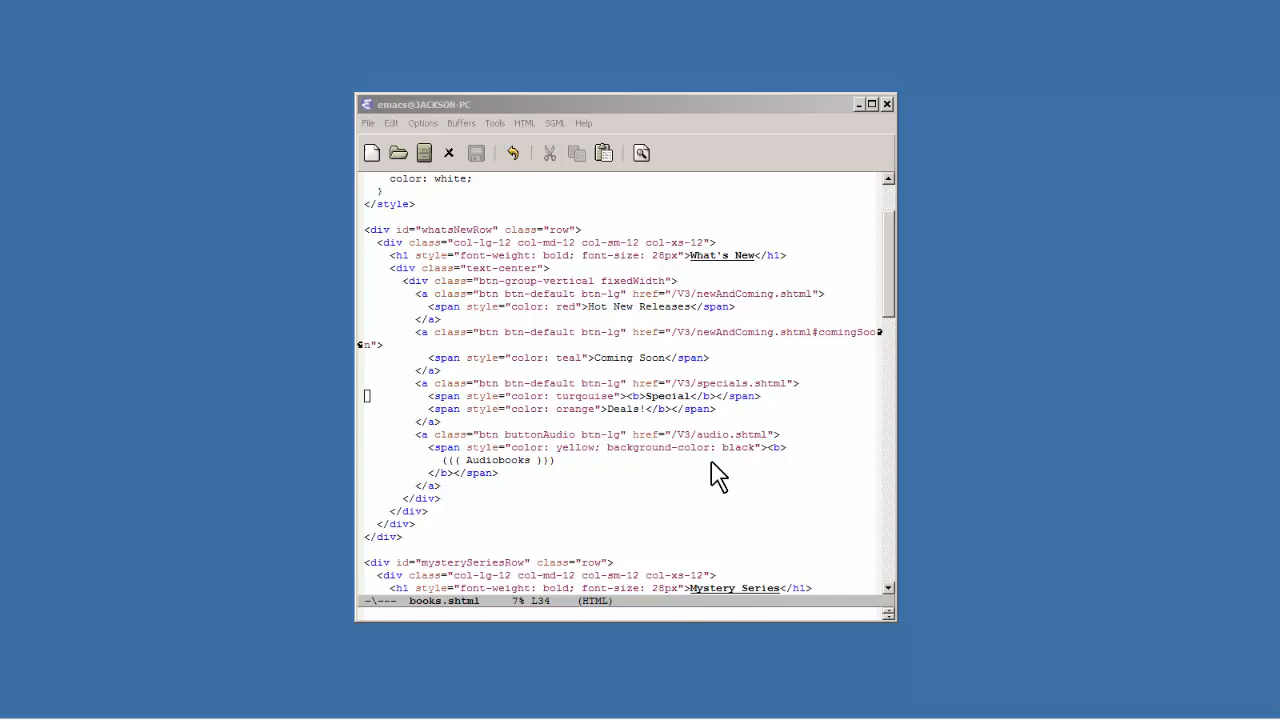 emacs@JACKSON-PC
File Edit Options Buffers Tools HTML SGML Help
color: white;
}
</style>
<div id="whatsNewRow" class="row">
<div class="col-lg-12 col-md-12 col-sm-12 col-xs-12">
<h1 style="font-weight: bold; font-size: 28px">What's New</h1>
<div class="text-center">
<div class="btn-group-vertical fixedWidth">
<a class="btn btn-default btn-lg" href="/V3/newAndComing.shtml">
<span style="color: red">Hot New Releases</span>
</a>
<a class="btn btn-default btn-lg" href="/V3/newAndComing.shtml#comingSoo
n">
<span style="color: teal">Coming Soon</span>
</a>
<a class="btn btn-default btn-lg" href="/V3/specials.shtml">
<span style="color: turqouise"><b>Special</b></span>
<span style="color: orange">Deals!</b></span>
</a>
<a class="btn buttonAudio btn-lg" href="/V3/audio.shtml">
<span style="color: yellow; background-color: black"><b>
((( Audiobooks )))
</b></span>
</a>
</div>
</div>
</div>
</div>
<div id="mysterySeriesRow" class="row">
<div class="col-lg-12 col-md-12 col-sm-12 col-xs-12">
<h1 style="font-weight: bold; font-size: 28px">Mystery Series</h1>
-\--- books.shtml 7% L34 (HTML)